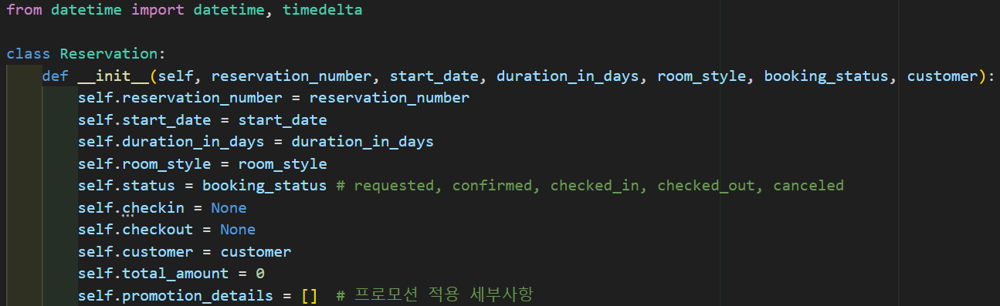 from datetime import datetime, timedelta
class Reservation:
def __init__(self, reservation_number, start_date, duration_in_days, room_style, booking_status, customer):
self.reservation_number = reservation_number
self.start_date = start_date
self.duration_in_days = duration_in_days
self.room_style = room_style
self.status = booking_status # requested, confirmed, checked_in, checked_out, canceled
self.checkin = None
self.checkout = None
self.customer = customer
self.total_amount = 0
self.promotion_details = []  # 프로모션 적용 세부사항